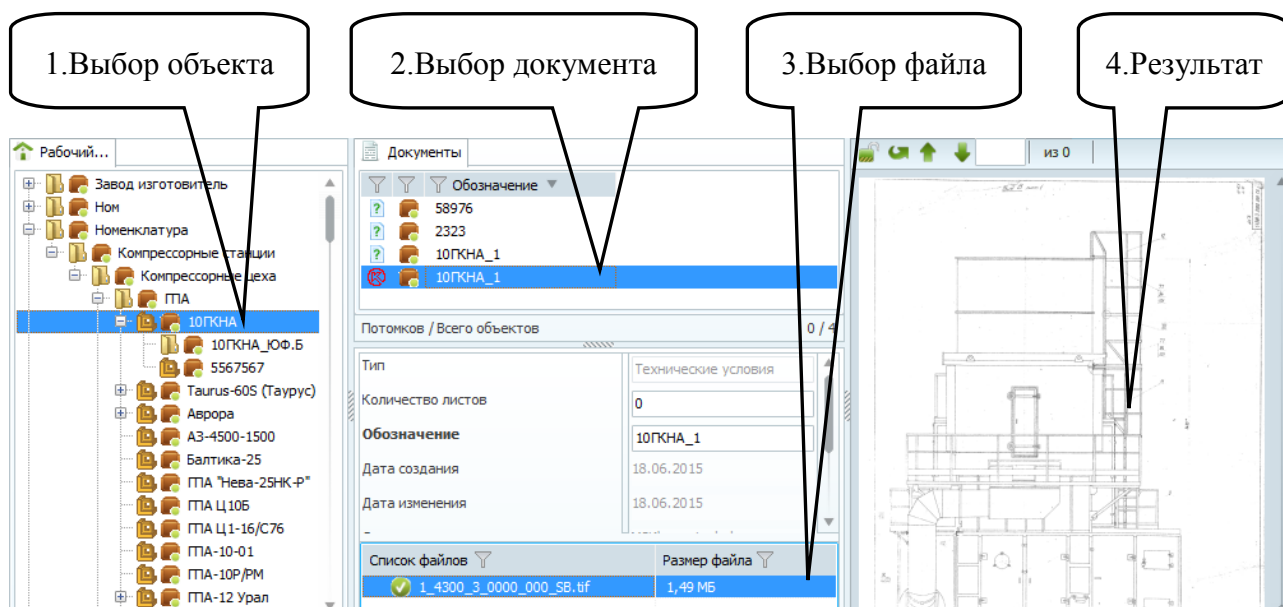 1.Выбор объекта
2.Выбор документа
3.Выбор файла
4.Результат
Рабочий...
Завод изготовитель
Ном
Номенклатура
Компрессорные станции
Компрессорные цеха
ГПА
10ГКНА
10ГКНА_ЮФ.Б
5567567
Taurus-60S (Таурус)
Аврора
АЗ-4500-1500
Балтика-25
ГПА "Нева-25НК-Р"
ГПА Ц 10Б
ГПА Ц 1-16/С76
ГПА-10-01
ГПА-10Р/РМ
ГПА-12 Урал
Документы
Обозначение
58976
2323
10ГКНА_1
10ГКНА_1
Потомков / Всего объектов 0 / 4
Тип Технические условия
Количество листов 0
Обозначение 10ГКНА_1
Дата создания 18.06.2015
Дата изменения 18.06.2015
Список файлов Размер файла
1_4300_3_0000_000_SB.tif 1,49 МБ
из 0